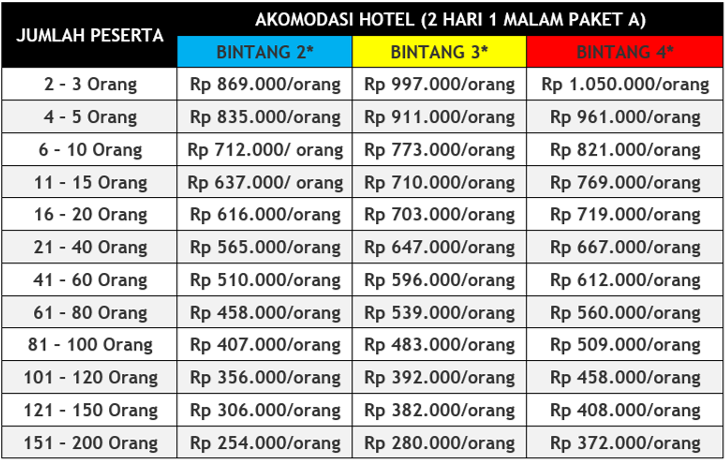 JUMLAH PESERTA
AKOMODASI HOTEL (2 HARI 1 MALAM PAKET A)
BINTANG 2* BINTANG 3* BINTANG 4*
2 – 3 Orang Rp 869.000/orang Rp 997.000/orang Rp 1.050.000/orang
4 – 5 Orang Rp 835.000/orang Rp 911.000/orang Rp 961.000/orang
6 – 10 Orang Rp 712.000/ orang Rp 773.000/orang Rp 821.000/orang
11 – 15 Orang Rp 637.000/ orang Rp 710.000/orang Rp 769.000/orang
16 – 20 Orang Rp 616.000/orang Rp 703.000/orang Rp 719.000/orang
21 – 40 Orang Rp 565.000/orang Rp 647.000/orang Rp 667.000/orang
41 – 60 Orang Rp 510.000/orang Rp 596.000/orang Rp 612.000/orang
61 – 80 Orang Rp 458.000/orang Rp 539.000/orang Rp 560.000/orang
81 – 100 Orang Rp 407.000/orang Rp 483.000/orang Rp 509.000/orang
101 – 120 Orang Rp 356.000/orang Rp 392.000/orang Rp 458.000/orang
121 – 150 Orang Rp 306.000/orang Rp 382.000/orang Rp 408.000/orang
151 – 200 Orang Rp 254.000/orang Rp 280.000/orang Rp 372.000/orang